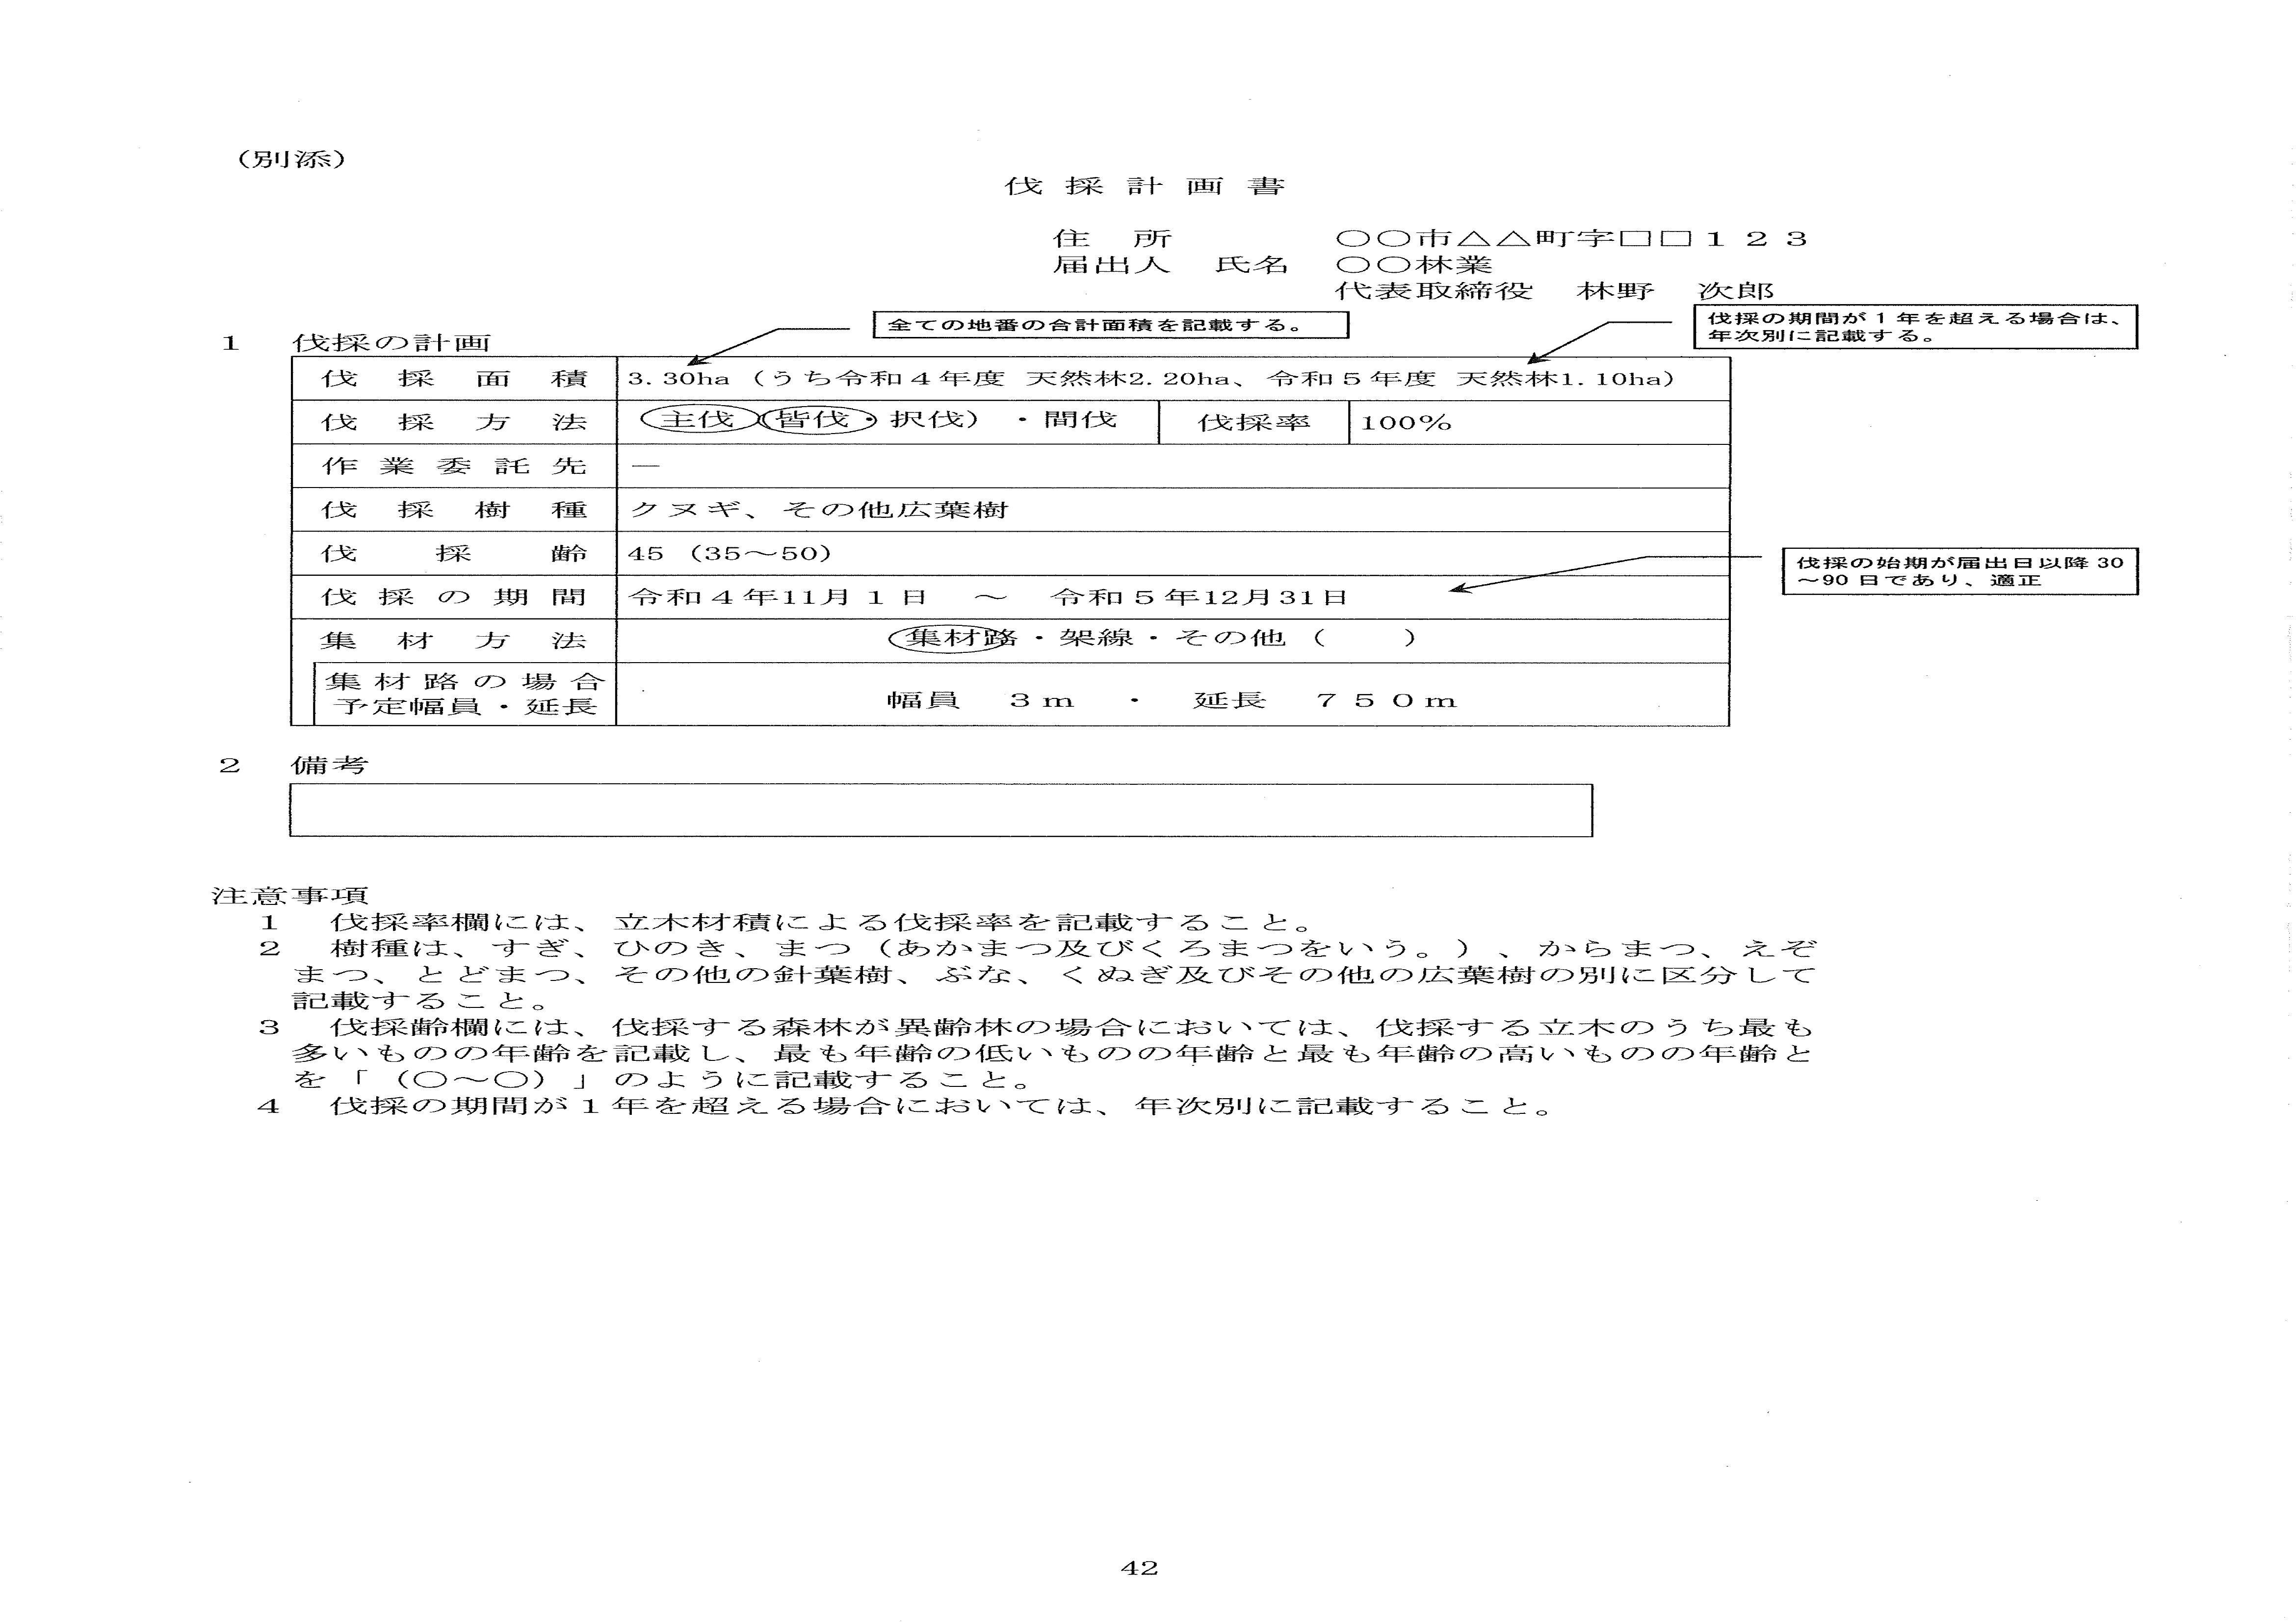 (別添)
伐採計画書
住　所　○○市△△町字□□１２３
届出人　氏名　○○林業
代表取締役　林野　次郎
全ての地番の合計面積を記載する。
伐採の期間が１年を超える場合は、
年次別に記載する。
1　伐採の計画
伐採面積　3.30ha（うち令和４年度 天然林2.20ha、令和５年度 天然林1.10ha）
伐採方法　主伐（皆伐・択伐）・間伐　伐採率　100%
作業委託先　―
伐採樹種　クヌギ、その他広葉樹
伐採齢　45（35～50）
伐採の期間　令和４年11月１日　～　令和５年12月31日
伐採の始期が届出日以降 30
～90 日であり、適正
集材方法　集材路・架線・その他（　　）
集材路の場合
予定幅員・延長　幅員　３ｍ　・　延長　７５０ｍ
2　備考
注意事項
1　伐採率欄には、立木材積による伐採率を記載すること。
2　樹種は、すぎ、ひのき、まつ（あかまつ及びくろまつをいう。）、からまつ、えぞ
まつ、とどまつ、その他の針葉樹、ぶな、くぬぎ及びその他の広葉樹の別に区分して
記載すること。
3　伐採齢欄には、伐採する森林が異齢林の場合においては、伐採する立木のうち最も
多いものの年齢を記載し、最も年齢の低いものの年齢と最も年齢の高いものの年齢と
を「（○～○）」のように記載すること。
4　伐採の期間が１年を超える場合においては、年次別に記載すること。
42